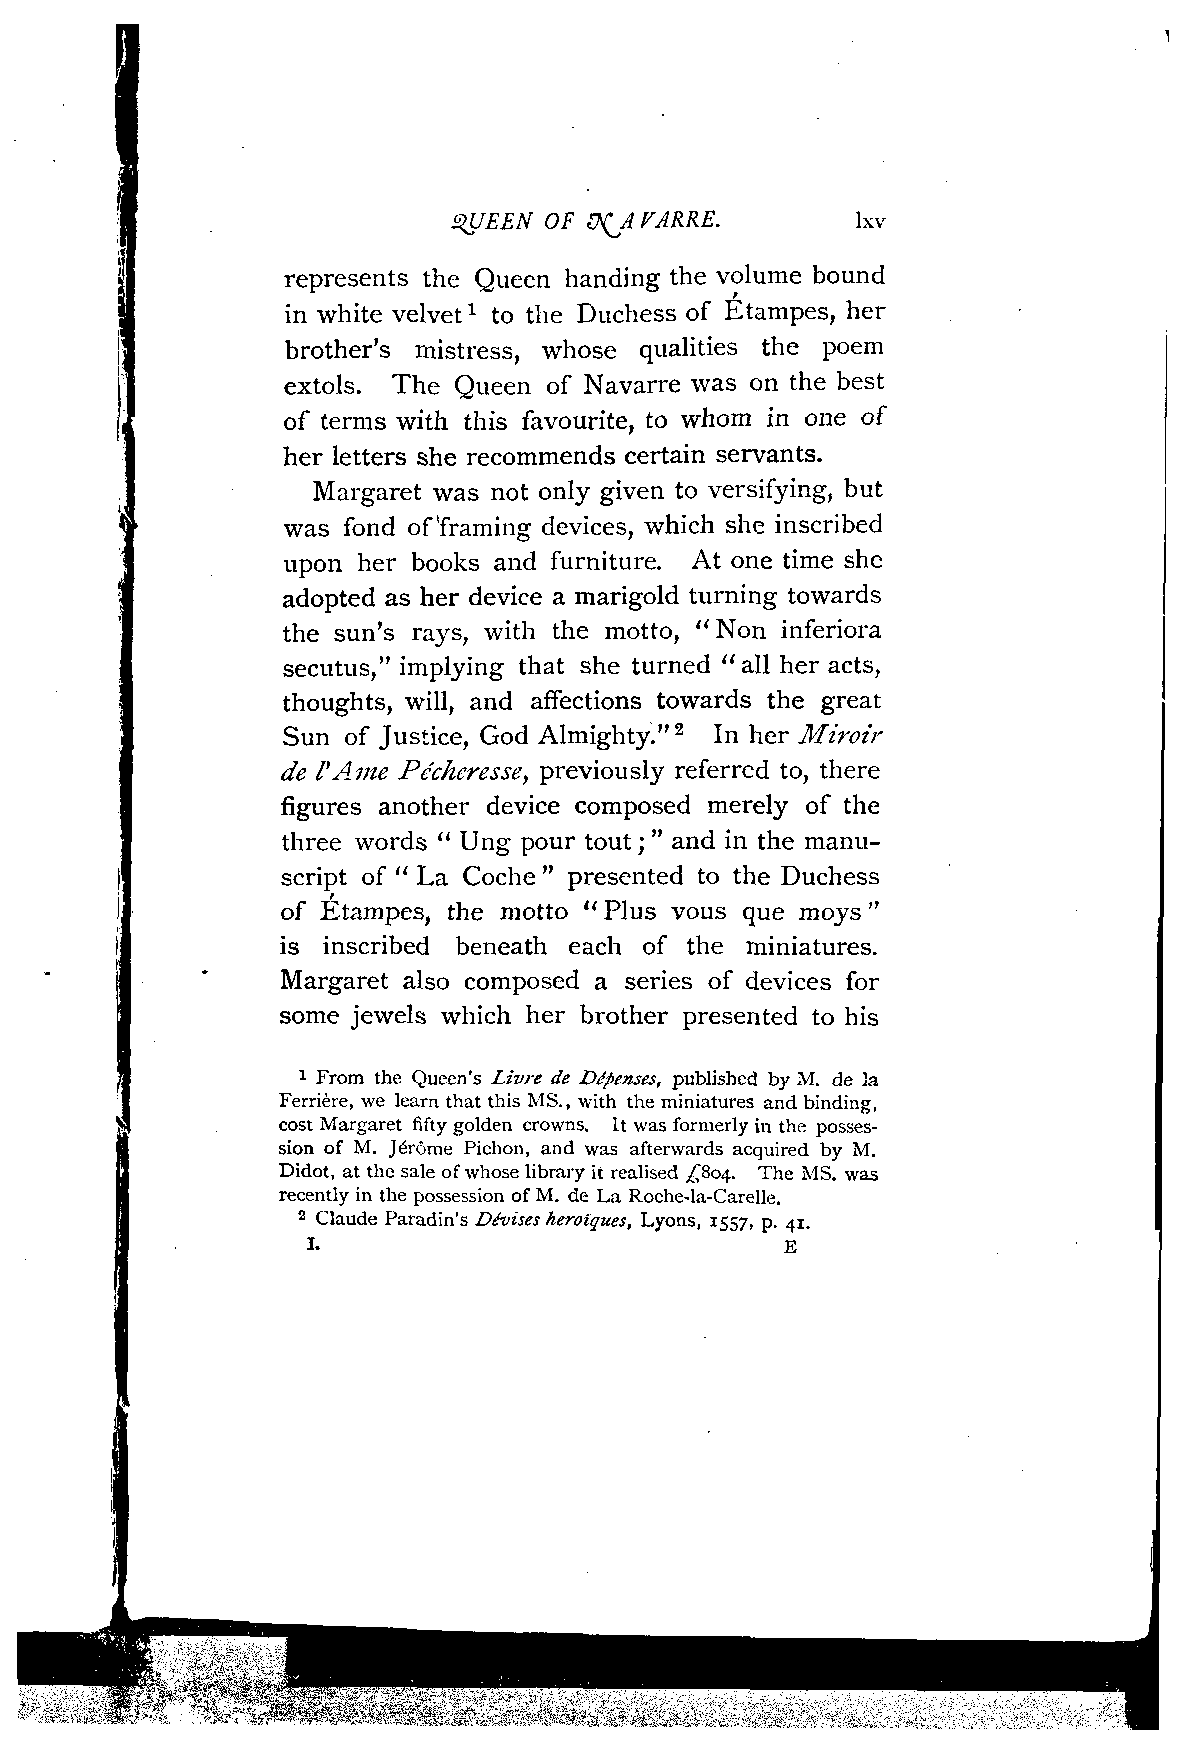 QUEEN OF NAVARRE. lxv
represents the Queen handing the volume bound
in white velvet¹ to the Duchess of Étampes, her
brother's mistress, whose qualities the poem
extols. The Queen of Navarre was on the best
of terms with this favourite, to whom in one of
her letters she recommends certain servants.
Margaret was not only given to versifying, but
was fond of framing devices, which she inscribed
upon her books and furniture. At one time she
adopted as her device a marigold turning towards
the sun's rays, with the motto, "Non inferiora
secutus," implying that she turned "all her acts,
thoughts, will, and affections towards the great
Sun of Justice, God Almighty."² In her Miroir
de l'Ame Pécheresse, previously referred to, there
figures another device composed merely of the
three words "Ung pour tout;" and in the manu-
script of "La Coche" presented to the Duchess
of Étampes, the motto "Plus vous que moys"
is inscribed beneath each of the miniatures.
Margaret also composed a series of devices for
some jewels which her brother presented to his
¹ From the Queen's Livre de Dépenses, published by M. de la
Ferrière, we learn that this MS., with the miniatures and binding,
cost Margaret fifty golden crowns. It was formerly in the posses-
sion of M. Jérôme Pichon, and was afterwards acquired by M.
Didot, at the sale of whose library it realised £804. The MS. was
recently in the possession of M. de La Roche-la-Carelle.
² Claude Paradin's Dévises heroïques, Lyons, 1557, p. 41.
I. E